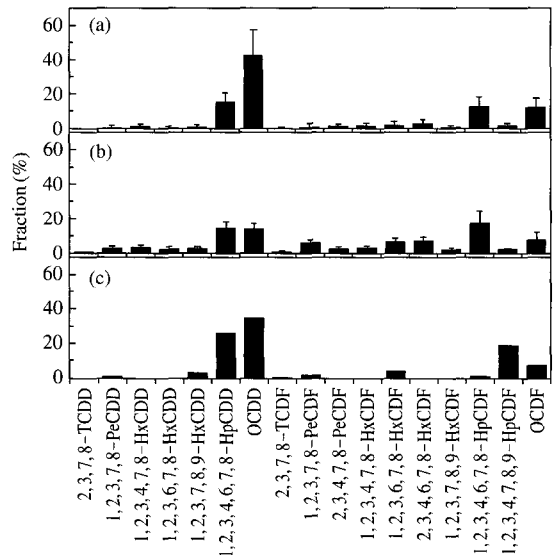 Fraction (%)
60
40
20
0
(a)
60
40
20
0
(b)
60
40
20
0
(c)
2,3,7,8-TCDD
1,2,3,7,8-PeCDD
1,2,3,4,7,8-HxCDD
1,2,3,6,7,8-HxCDD
1,2,3,7,8,9-HxCDD
1,2,3,4,6,7,8-HpCDD
OCDD
2,3,7,8-TCDF
1,2,3,7,8-PeCDF
2,3,4,7,8-PeCDF
1,2,3,4,7,8-HxCDF
1,2,3,6,7,8-HxCDF
2,3,4,6,7,8-HxCDF
1,2,3,7,8,9-HxCDF
1,2,3,4,6,7,8-HpCDF
1,2,3,4,7,8,9-HpCDF
OCDF